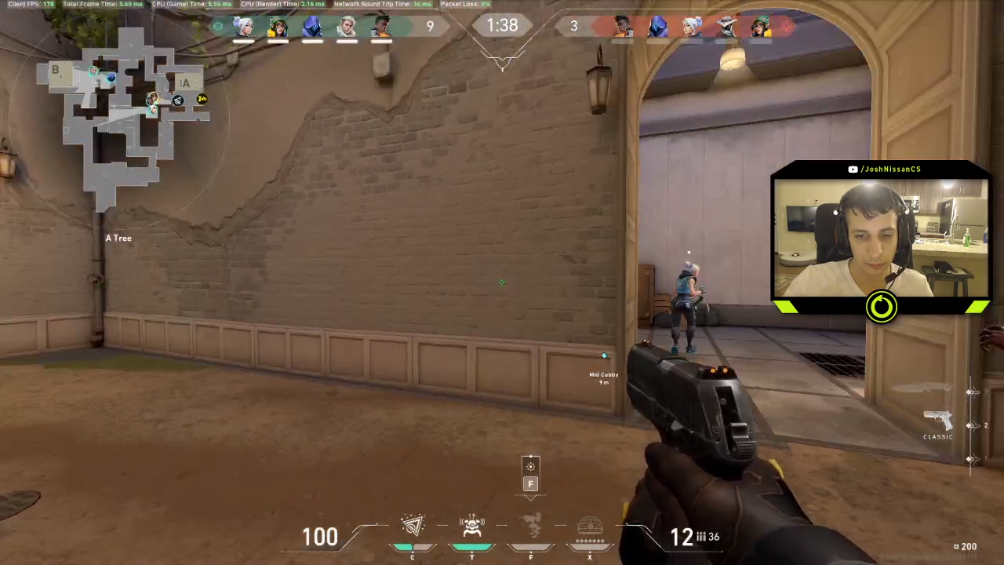 Client FPS: 178
Total Frame Time: 5.65 ms
CPU (Game) Time: 5.54 ms
CPU (Render) Time: 2.16 ms
Network Round Trip Time: 36 ms
Packet Loss: 0%
9
1:38
3
B
A
/JoshNissanCS
A Tree
Mid Cubby
9 m
CLASSIC
2
F
100
12
36
200
C
T
F
X